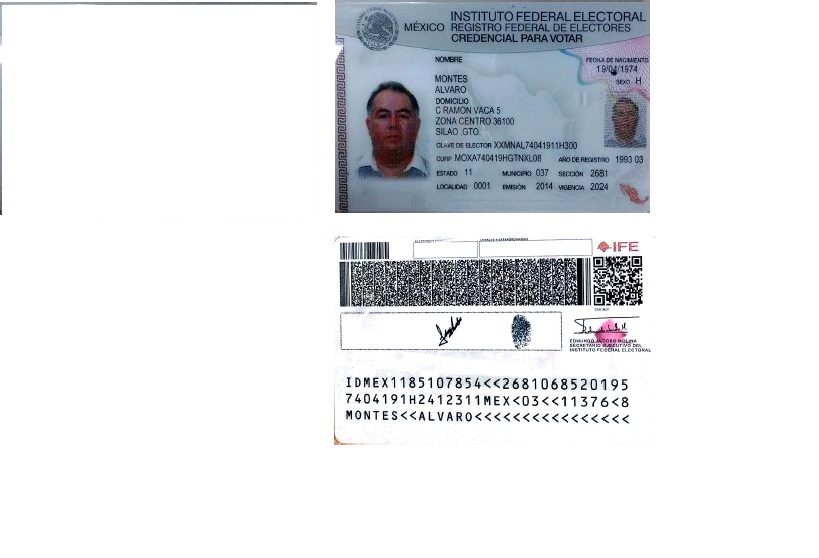 INSTITUTO FEDERAL ELECTORAL
MÉXICO REGISTRO FEDERAL DE ELECTORES
CREDENCIAL PARA VOTAR
NOMBRE
FECHA DE NACIMIENTO
19/04/1974
MONTES
SEXO H
ALVARO
DOMICILIO
C RAMON VACA 5
ZONA CENTRO 36100
SILAO ,GTO.
CLAVE DE ELECTOR XXMNAL74041911H300
CURP MOXA740419HGTNXL08 AÑO DE REGISTRO 1993 03
ESTADO 11 MUNICIPIO 037 SECCIÓN 2681
LOCALIDAD 0001 EMISIÓN 2014 VIGENCIA 2024
IFE
EDMUNDO JACOBO MOLINA
SECRETARIO EJECUTIVO DEL
INSTITUTO FEDERAL ELECTORAL
IDMEX1185107854<<2681068520195
7404191H2412311MEX<03<<11376<8
MONTES<<ALVARO<<<<<<<<<<<<<<<<